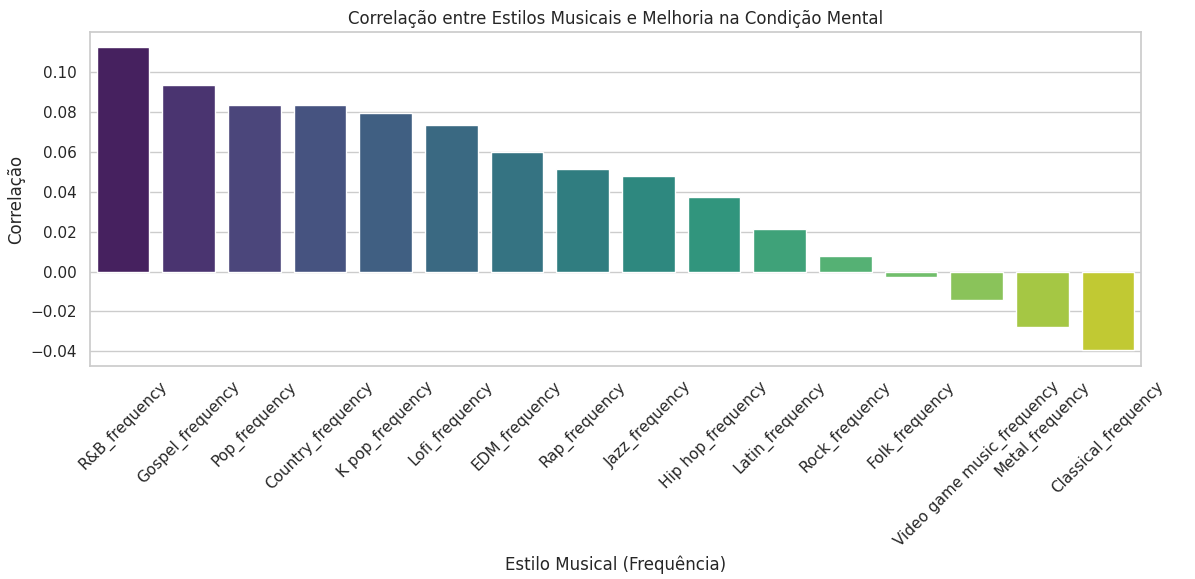 Correlação entre Estilos Musicais e Melhoria na Condição Mental
Correlação
0.10
0.08
0.06
0.04
0.02
0.00
−0.02
−0.04
R&B_frequency
Gospel_frequency
Pop_frequency
Country_frequency
K pop_frequency
Lofi_frequency
EDM_frequency
Rap_frequency
Jazz_frequency
Hip hop_frequency
Latin_frequency
Rock_frequency
Folk_frequency
Video game music_frequency
Metal_frequency
Classical_frequency
Estilo Musical (Frequência)